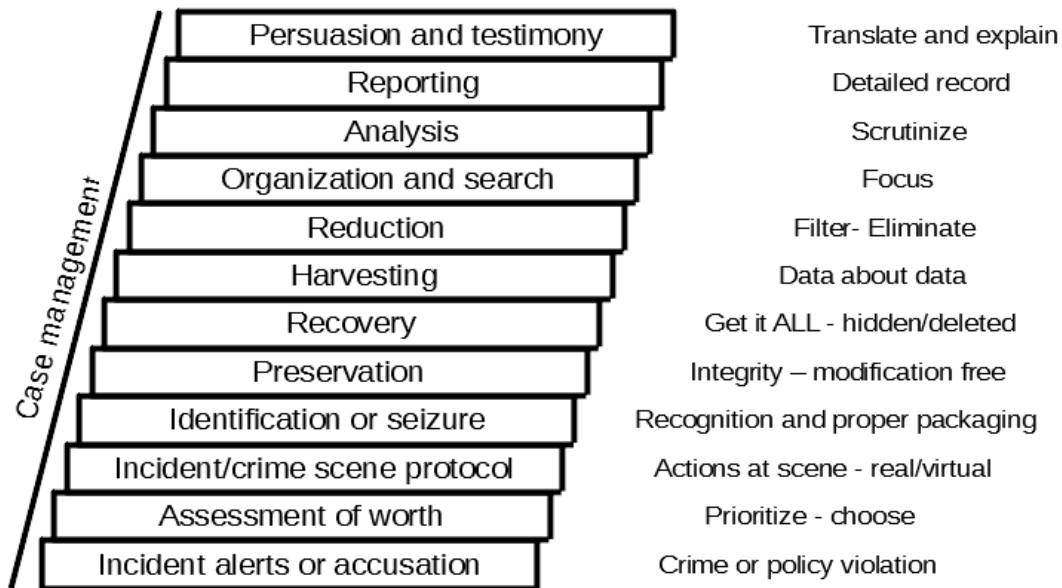 Persuasion and testimony Translate and explain
Reporting Detailed record
Analysis Scrutinize
Organization and search Focus
Reduction Filter- Eliminate
Harvesting Data about data
Recovery Get it ALL - hidden/deleted
Preservation Integrity – modification free
Identification or seizure Recognition and proper packaging
Incident/crime scene protocol Actions at scene - real/virtual
Assessment of worth Prioritize - choose
Incident alerts or accusation Crime or policy violation
Case management